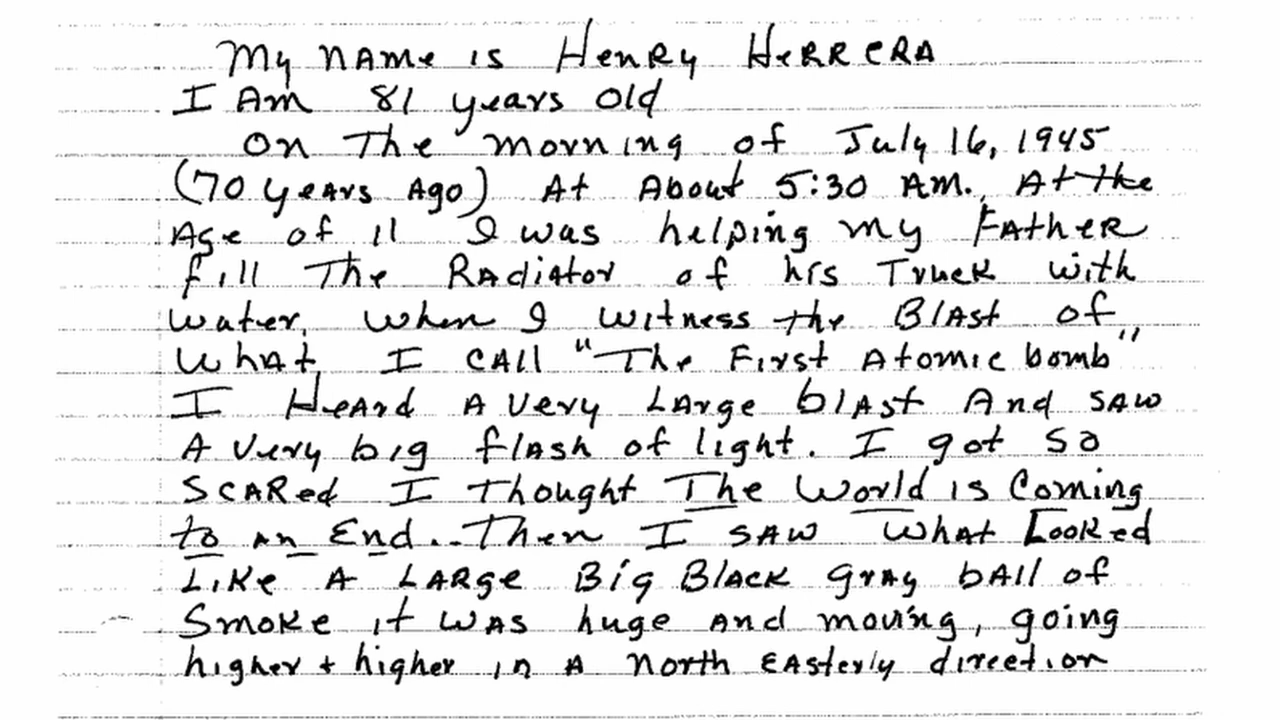 My name is Henry Herrera
I Am 81 years old
On The morning of July 16, 1945
(70 years Ago) At About 5:30 AM. At the
Age of 11 I was helping my Father
fill The Radiator of his Truck with
water, when I witness the Blast of
what I call "The First Atomic bomb"
I Heard A very Large blast And saw
A very big flash of light. I got so
scared I thought The World is Coming
to an End.. Then I saw what Looked
Like A Large Big Black gray ball of
Smoke it was huge and moving, going
higher + higher in A north Easterly direction